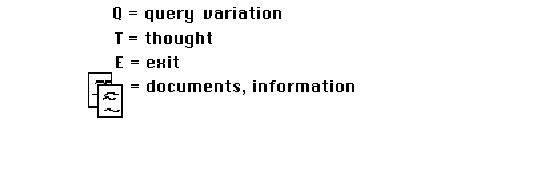 Q = query variation
T = thought
E = exit
= documents, information